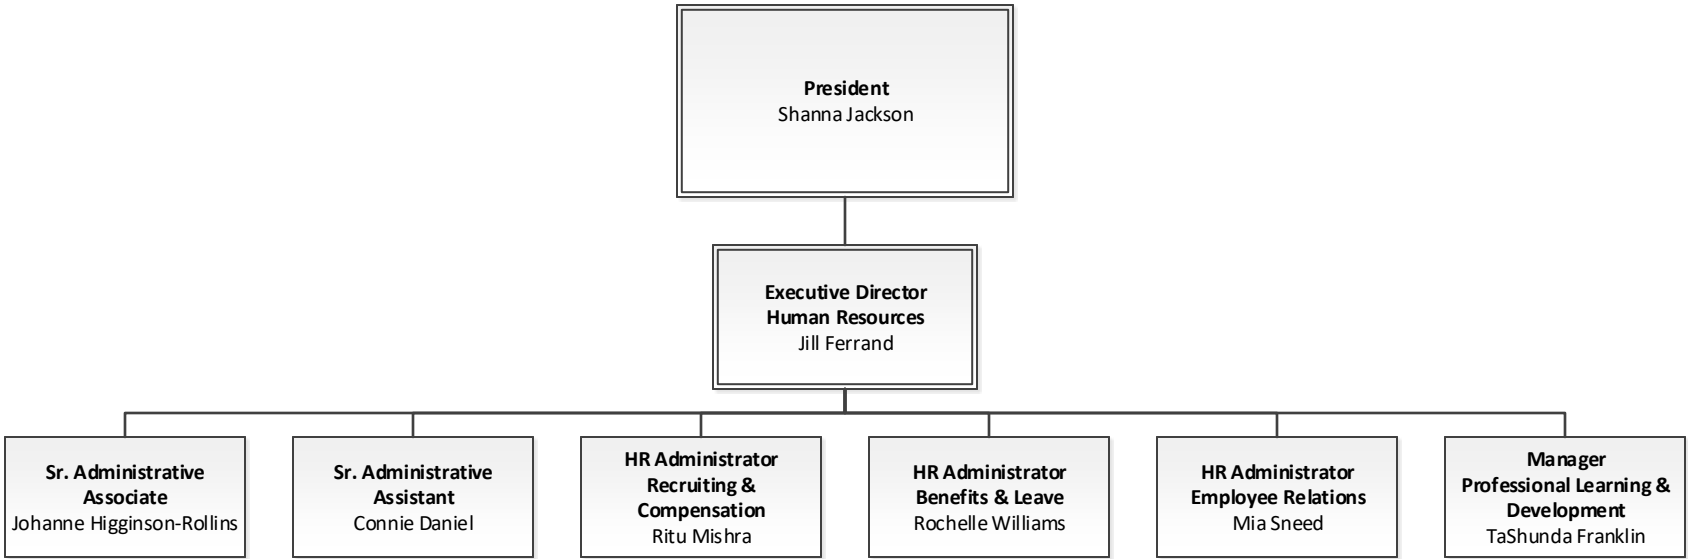 President
Shanna Jackson
Executive Director
Human Resources
Jill Ferrand
Sr. Administrative
Associate
Johanne Higginson-Rollins
Sr. Administrative
Assistant
Connie Daniel
HR Administrator
Recruiting &
Compensation
Ritu Mishra
HR Administrator
Benefits & Leave
Rochelle Williams
HR Administrator
Employee Relations
Mia Sneed
Manager
Professional Learning &
Development
TaShunda Franklin